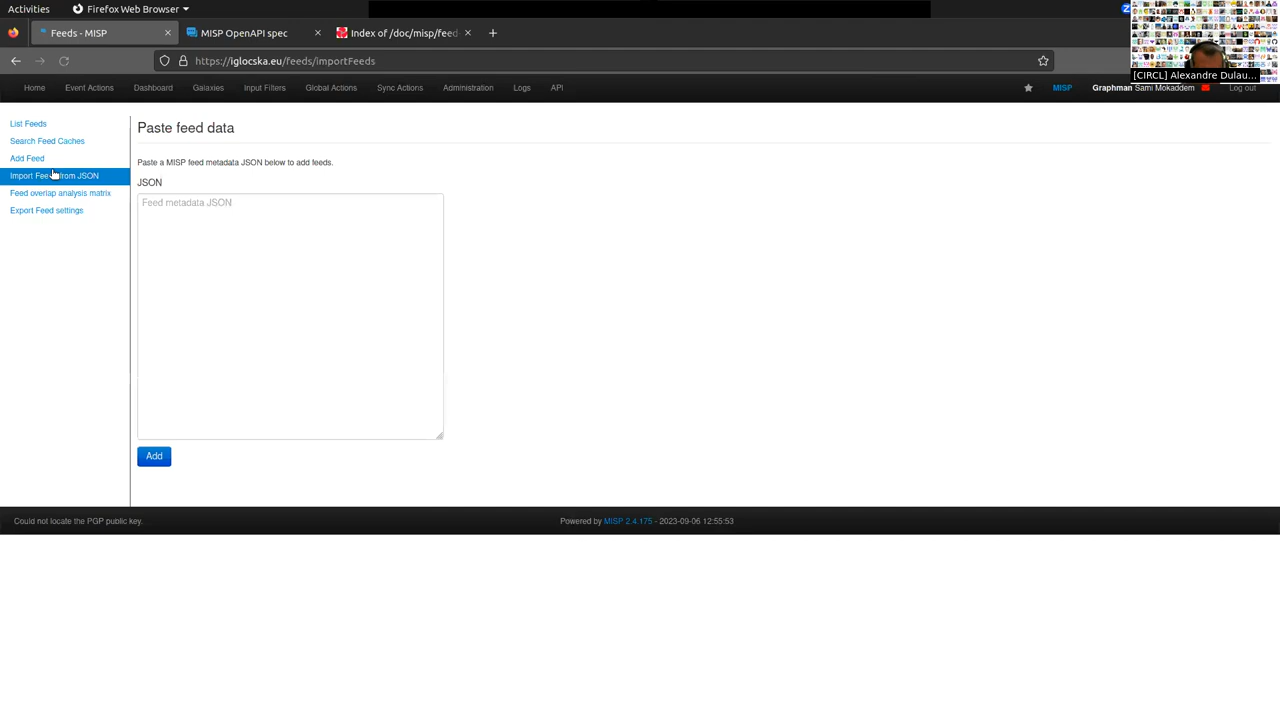 Activities
Firefox Web Browser
Feeds - MISP
MISP OpenAPI spec
Index of /doc/misp/feed
https://iglocska.eu/feeds/importFeeds
[CIRCL] Alexandre Dulau...
Home
Event Actions
Dashboard
Galaxies
Input Filters
Global Actions
Sync Actions
Administration
Logs
API
MISP
Graphman Sami Mokaddem
Log out
List Feeds
Search Feed Caches
Add Feed
Import from JSON
Feed overlap analysis matrix
Export Feed settings
Paste feed data
Paste a MISP feed metadata JSON below to add feeds.
JSON
Feed metadata JSON
Add
Could not locate the PGP public key.
Powered by MISP 2.4.175 - 2023-09-06 12:55:53